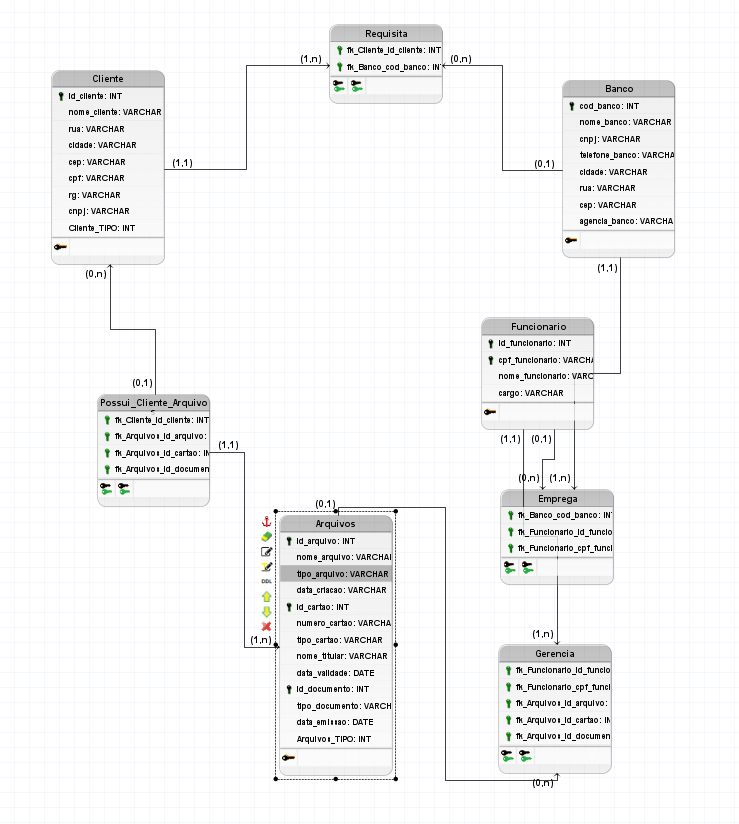 Requisita
fk_Cliente_id_cliente: INT
fk_Banco_cod_banco: IN
(1,n)
(0,n)
Cliente
id_cliente: INT
nome_cliente: VARCHAR
rua: VARCHAR
cidade: VARCHAR
cep: VARCHAR
cpf: VARCHAR
rg: VARCHAR
cnpj: VARCHAR
Cliente_TIPO: INT
(1,1)
(0,n)
Banco
cod_banco: INT
nome_banco: VARCHAR
cnpj: VARCHAR
telefone_banco: VARCHA
cidade: VARCHAR
rua: VARCHAR
cep: VARCHAR
agencia_banco: VARCHA
(0,1)
(1,1)
Funcionario
id_funcionario: INT
cpf_funcionario: VARCHA
nome_funcionario: VARC
cargo: VARCHAR
(1,1)
(0,1)
(0,n)
(1,n)
(0,1)
Possui_Cliente_Arquivo
fk_Cliente_id_cliente: INT
fk_Arquivos_id_arquivo:
fk_Arquivos_id_cartao: IN
fk_Arquivos_id_documen
(1,1)
Emprega
fk_Banco_cod_banco: IN
fk_Funcionario_id_funcio
fk_Funcionario_cpf_funci
(0,1)
Arquivos
id_arquivo: INT
nome_arquivo: VARCHAI
tipo_arquivo: VARCHAR
data_criacao: VARCHAR
id_cartao: INT
numero_cartao: VARCHA
tipo_cartao: VARCHAR
nome_titular: VARCHAR
data_validade: DATE
id_documento: INT
tipo_documento: VARCH
data_emissao: DATE
Arquivos_TIPO: INT
DDL
(1,n)
(1,n)
Gerencia
fk_Funcionario_id_funcio
fk_Funcionario_cpf_funci
fk_Arquivos_id_arquivo:
fk_Arquivos_id_cartao: IN
fk_Arquivos_id_documen
(0,n)